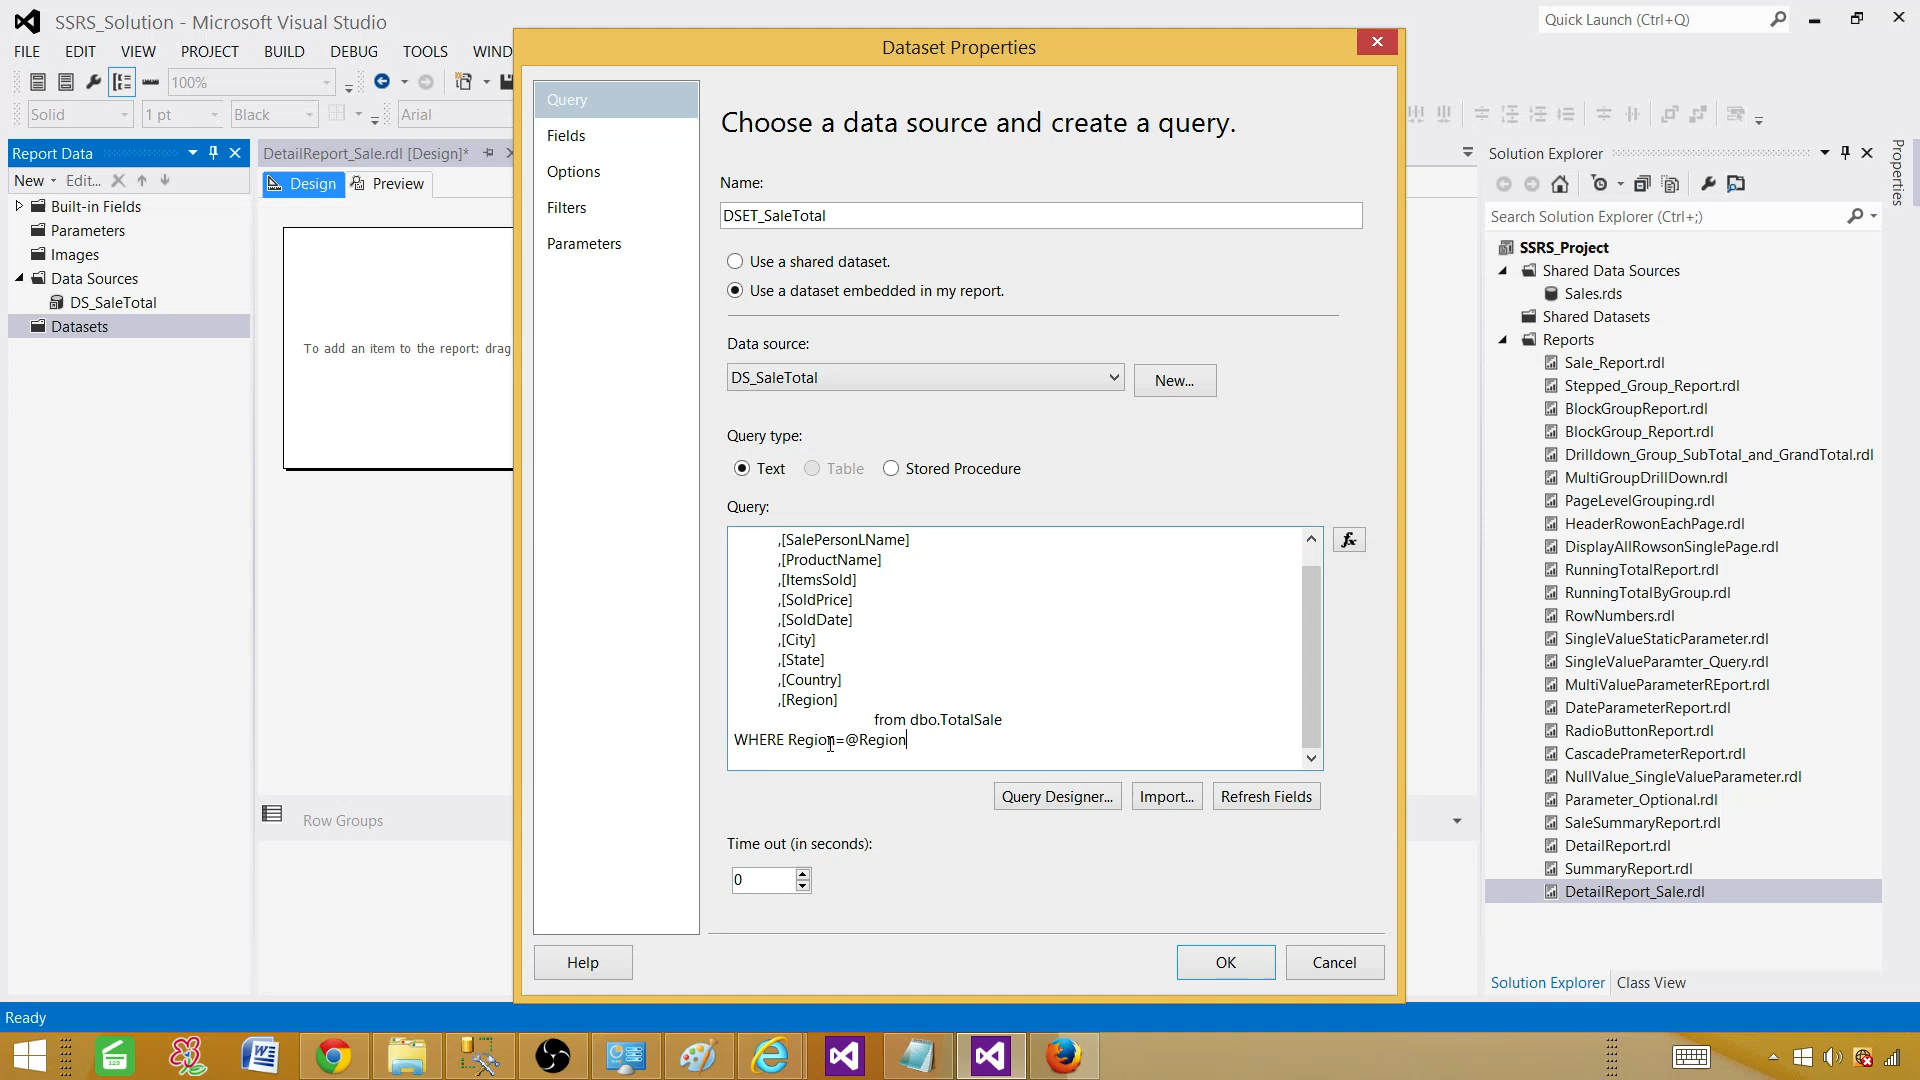 SSRS_Solution - Microsoft Visual Studio
Quick Launch (Ctrl+Q)
FILE EDIT VIEW PROJECT BUILD DEBUG TOOLS WIND
100%
Solid 1 pt Black Arial
Report Data
New Edit...
Built-in Fields
Parameters
Images
Data Sources
DS_SaleTotal
Datasets
DetailReport_Sale.rdl [Design]*
Design Preview
To add an item to the report: drag
Row Groups
Dataset Properties
Query
Fields
Options
Filters
Parameters
Choose a data source and create a query.
Name:
DSET_SaleTotal
Use a shared dataset.
Use a dataset embedded in my report.
Data source:
DS_SaleTotal
New...
Query type:
Text Table Stored Procedure
Query:
,[SalePersonLName]
,[ProductName]
,[ItemsSold]
,[SoldPrice]
,[SoldDate]
,[City]
,[State]
,[Country]
,[Region]
from dbo.TotalSale
WHERE Region=@Region
fx
Query Designer... Import... Refresh Fields
Time out (in seconds):
0
Help OK Cancel
Solution Explorer
Search Solution Explorer (Ctrl+;)
SSRS_Project
Shared Data Sources
Sales.rds
Shared Datasets
Reports
Sale_Report.rdl
Stepped_Group_Report.rdl
BlockGroupReport.rdl
BlockGroup_Report.rdl
Drilldown_Group_SubTotal_and_GrandTotal.rdl
MultiGroupDrillDown.rdl
PageLevelGrouping.rdl
HeaderRowonEachPage.rdl
DisplayAllRowsonSinglePage.rdl
RunningTotalReport.rdl
RunningTotalByGroup.rdl
RowNumbers.rdl
SingleValueStaticParameter.rdl
SingleValueParamter_Query.rdl
MultiValueParameterREport.rdl
DateParameterReport.rdl
RadioButtonReport.rdl
CascadePrameterReport.rdl
NullValue_SingleValueParameter.rdl
Parameter_Optional.rdl
SaleSummaryReport.rdl
DetailReport.rdl
SummaryReport.rdl
DetailReport_Sale.rdl
Solution Explorer Class View
Properties
Ready